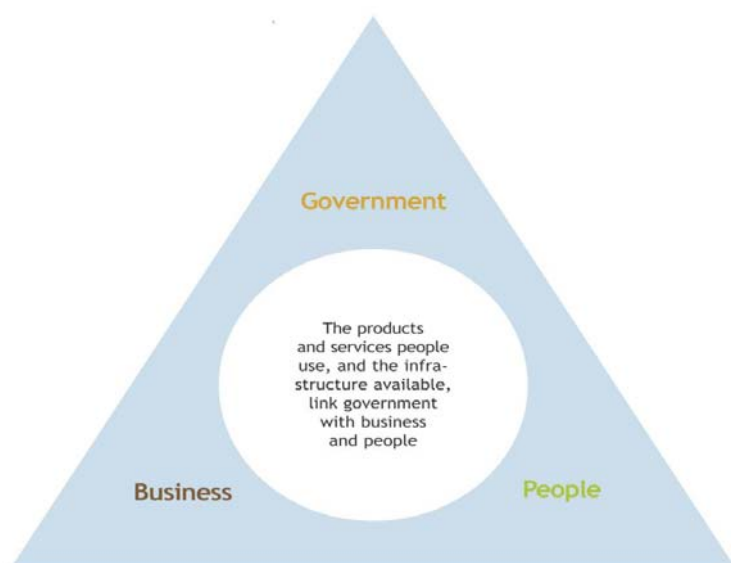 Government
The products
and services people
use, and the infra-
structure available,
link government
with business
and people
Business
People